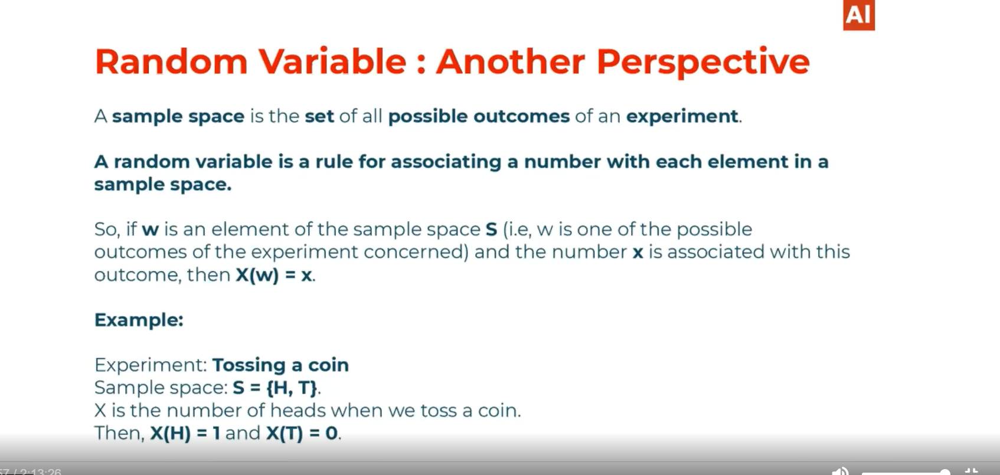 AI
Random Variable : Another Perspective
A sample space is the set of all possible outcomes of an experiment.
A random variable is a rule for associating a number with each element in a
sample space.
So, if w is an element of the sample space S (i.e, w is one of the possible
outcomes of the experiment concerned) and the number x is associated with this
outcome, then X(w) = x.
Example:
Experiment: Tossing a coin
Sample space: S = {H, T}.
X is the number of heads when we toss a coin.
Then, X(H) = 1 and X(T) = 0.
57 / 2:13:26